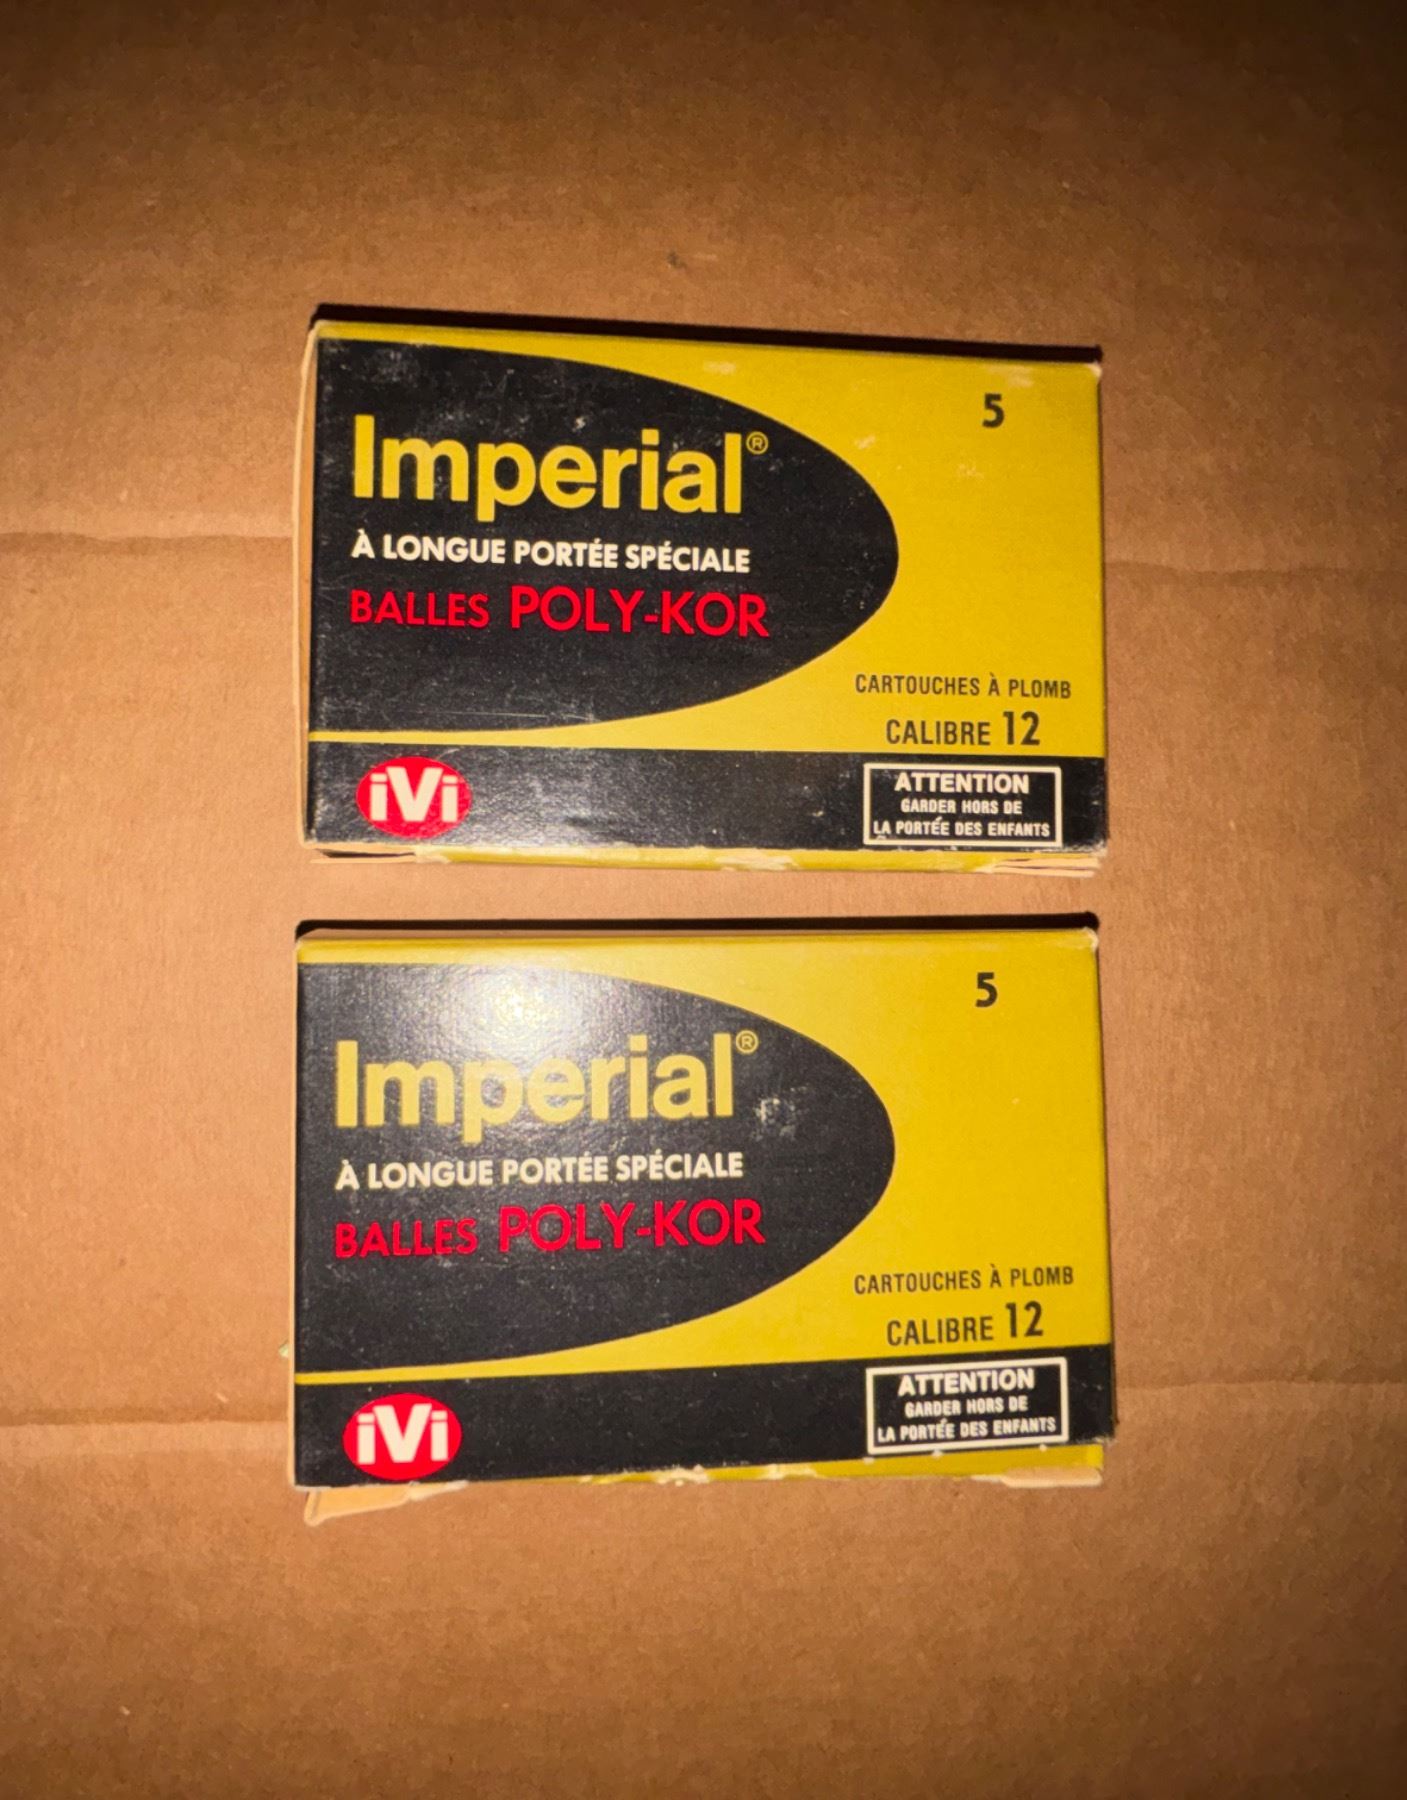 5
Imperial®
À LONGUE PORTÉE SPÉCIALE
BALLES POLY-KOR
CARTOUCHES À PLOMB
CALIBRE 12
iVi
ATTENTION
GARDER HORS DE
LA PORTÉE DES ENFANTS
5
Imperial®
À LONGUE PORTÉE SPÉCIALE
BALLES POLY-KOR
CARTOUCHES À PLOMB
CALIBRE 12
iVi
ATTENTION
GARDER HORS DE
LA PORTÉE DES ENFANTS